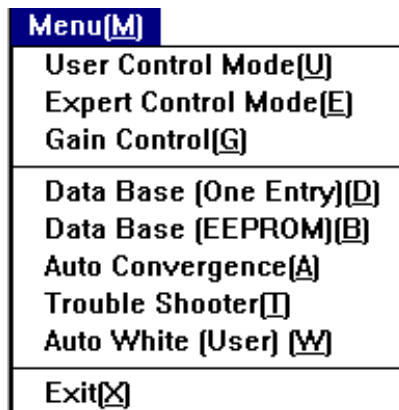 Menu(M)
User Control Mode(U)
Expert Control Mode(E)
Gain Control(G)
Data Base (One Entry)(D)
Data Base (EEPROM)(B)
Auto Convergence(A)
Trouble Shooter(T)
Auto White (User) (W)
Exit(X)